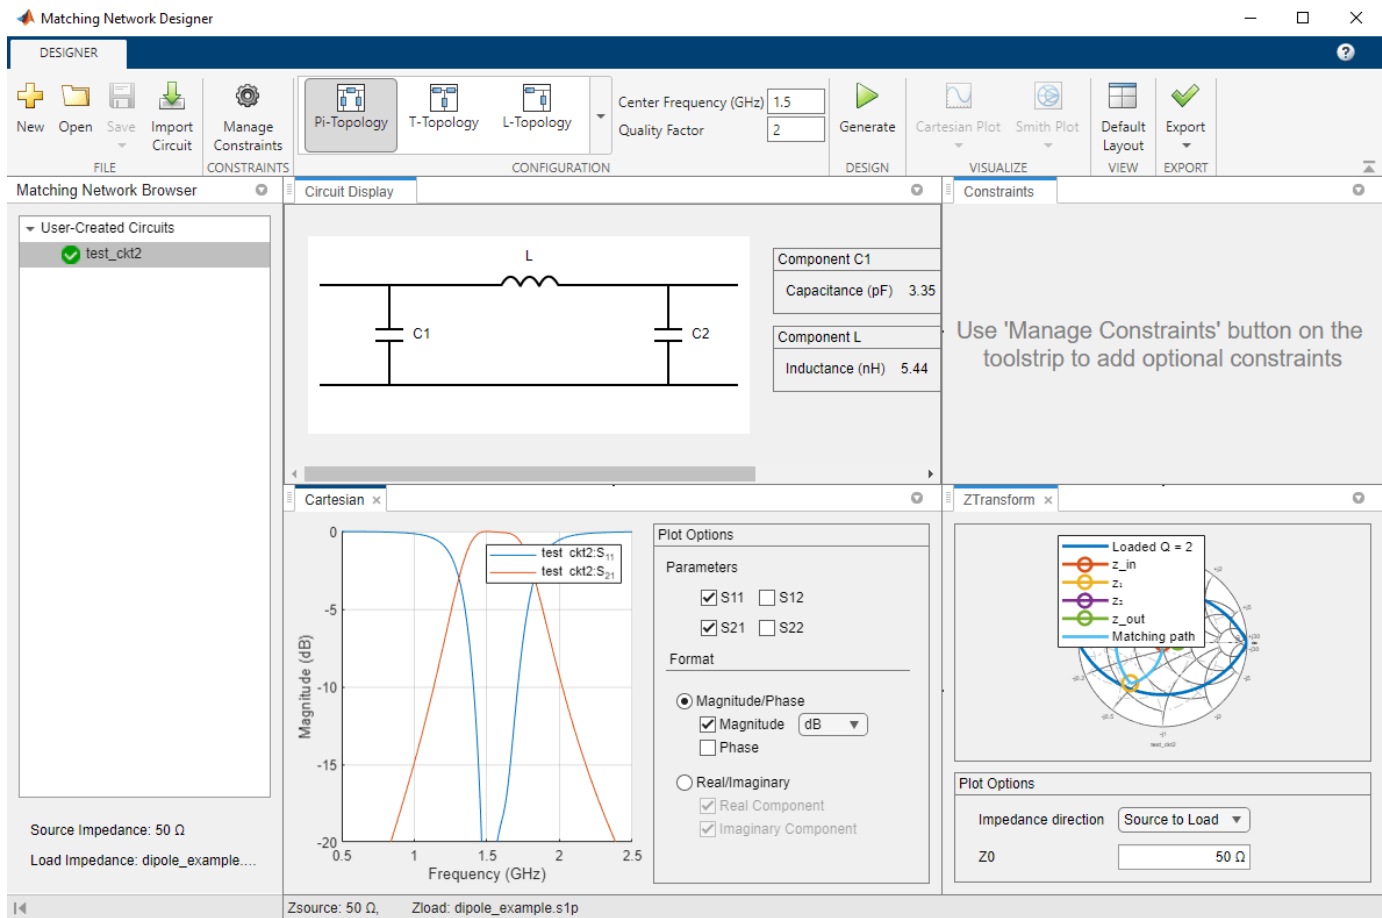 Matching Network Designer
DESIGNER
New
Open
Save
Import Circuit
FILE
Manage Constraints
CONSTRAINTS
Pi-Topology
T-Topology
L-Topology
Center Frequency (GHz) 1.5
Quality Factor 2
CONFIGURATION
Generate
DESIGN
Cartesian Plot
Smith Plot
VISUALIZE
Default Layout
VIEW
Export
EXPORT
Matching Network Browser
User-Created Circuits
test_ckt2
Source Impedance: 50 Ω
Load Impedance: dipole_example....
Circuit Display
L
C1
C2
Component C1
Capacitance (pF) 3.35
Component L
Inductance (nH) 5.44
Constraints
Use 'Manage Constraints' button on the
toolstrip to add optional constraints
Cartesian
0
-5
-10
-15
-20
0.5 1 1.5 2 2.5
Magnitude (dB)
Frequency (GHz)
test ckt2:S₁₁
test ckt2:S₂₁
Plot Options
Parameters
S11 S12
S21 S22
Format
Magnitude/Phase
Magnitude dB
Phase
Real/Imaginary
Real Component
Imaginary Component
ZTransform
Loaded Q = 2
z_in
z₁
z₂
z_out
Matching path
test_ckt2
Plot Options
Impedance direction Source to Load
Z0 50 Ω
Zsource: 50 Ω, Zload: dipole_example.s1p